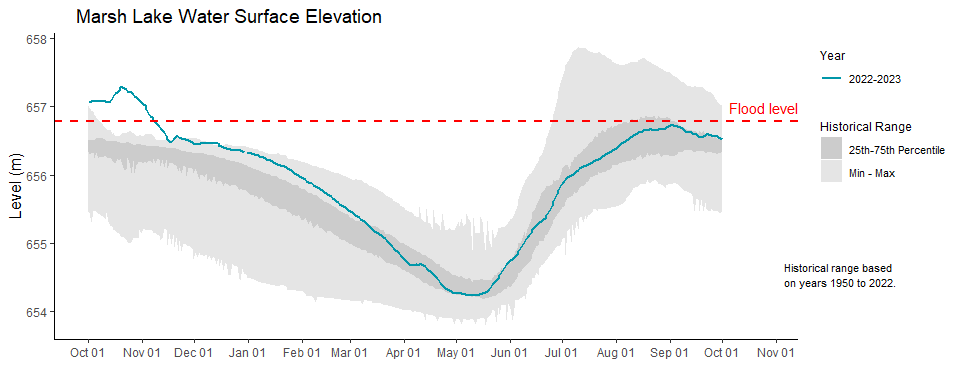 Marsh Lake Water Surface Elevation
658
657
656
655
654
Level (m)
Flood level
Oct 01 Nov 01 Dec 01 Jan 01 Feb 01 Mar 01 Apr 01 May 01 Jun 01 Jul 01 Aug 01 Sep 01 Oct 01 Nov 01
Year
2022-2023
Historical Range
25th-75th Percentile
Min - Max
Historical range based
on years 1950 to 2022.